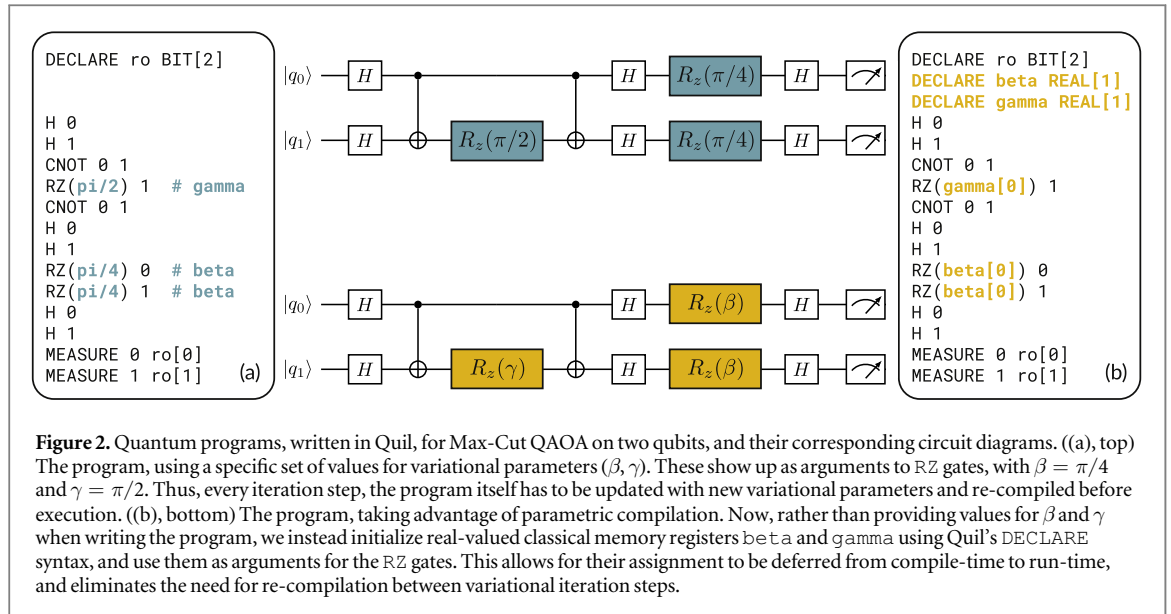 DECLARE ro BIT[2]
H 0
H 1
CNOT 0 1
RZ(pi/2) 1 # gamma
CNOT 0 1
H 0
H 1
RZ(pi/4) 0 # beta
RZ(pi/4) 1 # beta
H 0
H 1
MEASURE 0 ro[0]
MEASURE 1 ro[1]
(a)
|q₀⟩ H H R_z(π/4) H
|q₁⟩ H R_z(π/2) H R_z(π/4) H
|q₀⟩ H H R_z(β) H
|q₁⟩ H R_z(γ) H R_z(β) H
DECLARE ro BIT[2]
DECLARE beta REAL[1]
DECLARE gamma REAL[1]
H 0
H 1
CNOT 0 1
RZ(gamma[0]) 1
CNOT 0 1
H 0
H 1
RZ(beta[0]) 0
RZ(beta[0]) 1
H 0
H 1
MEASURE 0 ro[0]
MEASURE 1 ro[1]
(b)
Figure 2. Quantum programs, written in Quil, for Max-Cut QAOA on two qubits, and their corresponding circuit diagrams. ((a), top)
The program, using a specific set of values for variational parameters (β, γ). These show up as arguments to RZ gates, with β = π/4
and γ = π/2. Thus, every iteration step, the program itself has to be updated with new variational parameters and re-compiled before
execution. ((b), bottom) The program, taking advantage of parametric compilation. Now, rather than providing values for β and γ
when writing the program, we instead initialize real-valued classical memory registers beta and gamma using Quil's DECLARE
syntax, and use them as arguments for the RZ gates. This allows for their assignment to be deferred from compile-time to run-time,
and eliminates the need for re-compilation between variational iteration steps.